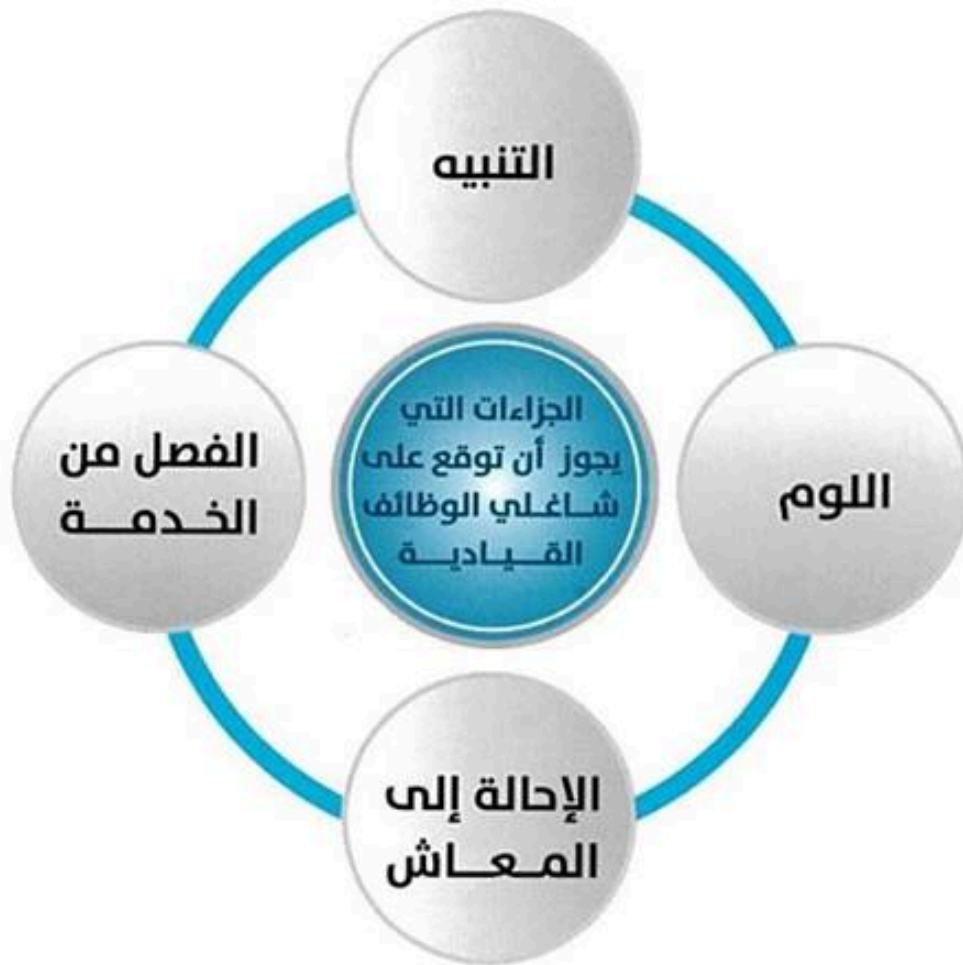 التنبيه
الجزاءات التي
يجوز أن توقع على
شاغلي الوظائف
القيادية
اللوم
الإحالة إلى
المعاش
الفصل من
الخدمة